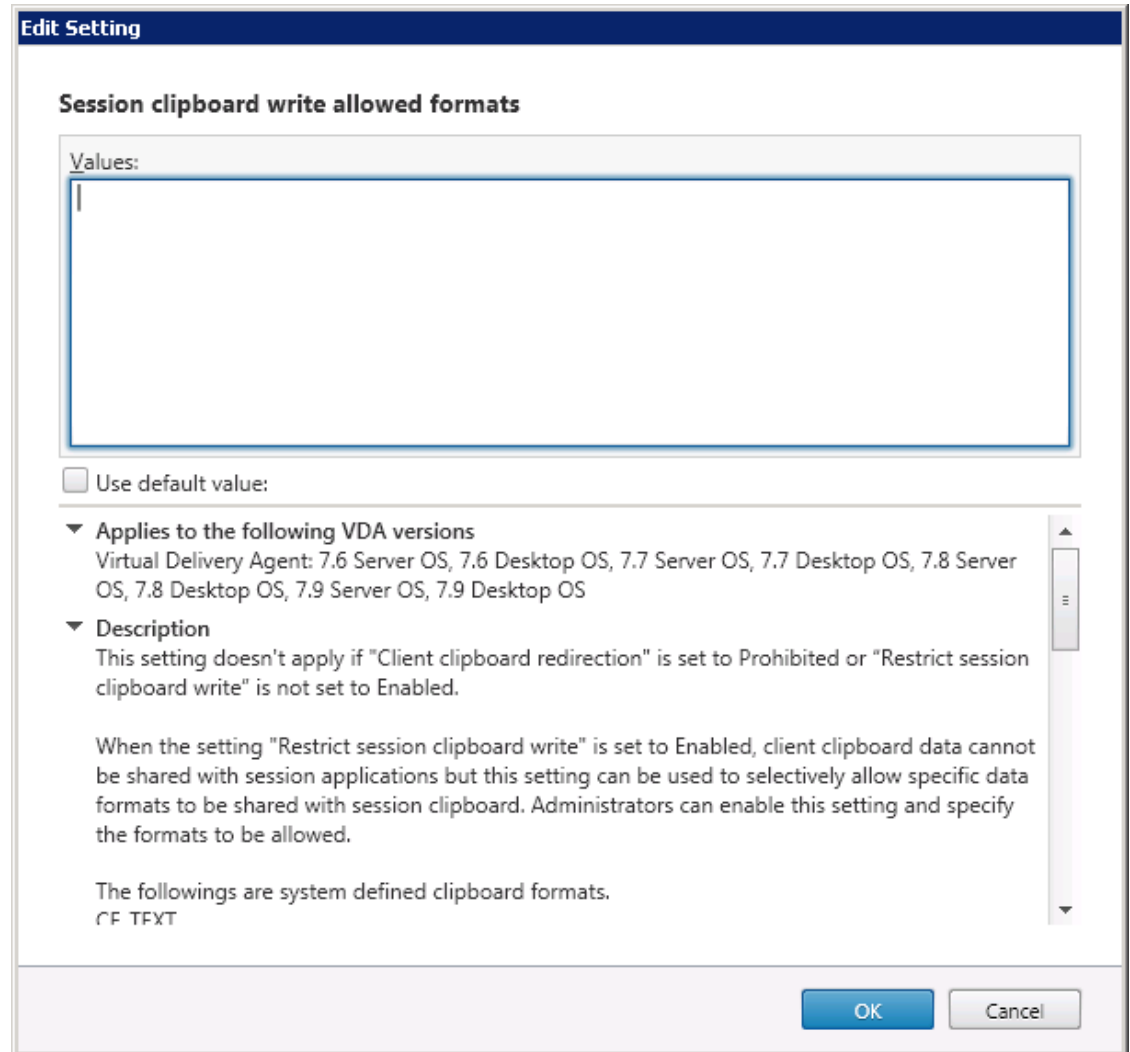 Edit Setting
Session clipboard write allowed formats
Values:
Use default value:
Applies to the following VDA versions
Virtual Delivery Agent: 7.6 Server OS, 7.6 Desktop OS, 7.7 Server OS, 7.7 Desktop OS, 7.8 Server
OS, 7.8 Desktop OS, 7.9 Server OS, 7.9 Desktop OS
Description
This setting doesn't apply if "Client clipboard redirection" is set to Prohibited or “Restrict session
clipboard write" is not set to Enabled.
When the setting "Restrict session clipboard write" is set to Enabled, client clipboard data cannot
be shared with session applications but this setting can be used to selectively allow specific data
formats to be shared with session clipboard. Administrators can enable this setting and specify
the formats to be allowed.
The followings are system defined clipboard formats.
CF_TEXT
OK
Cancel